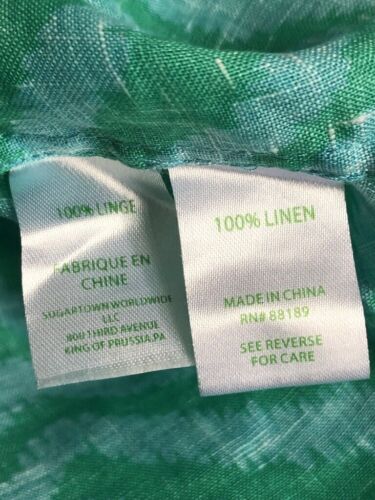 100% LINGE
FABRIQUE EN
CHINE
SUGARTOWN WORLDWIDE
LLC
800 THIRD AVENUE
KING OF PRUSSIA.PA
100% LINEN
MADE IN CHINA
RN# 88189
SEE REVERSE
FOR CARE